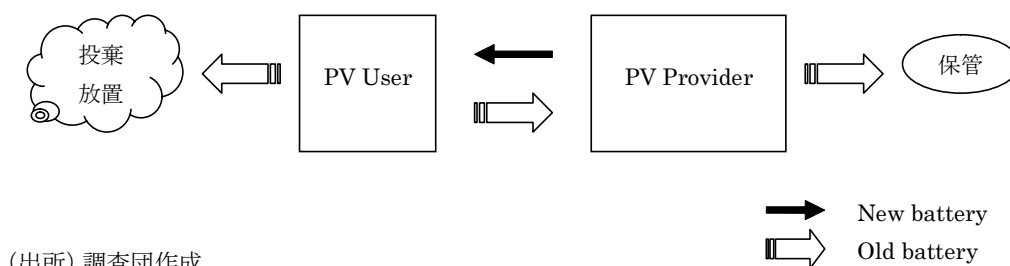 投棄
放置
PV User
PV Provider
保管
New battery
Old battery
(出所) 調査団作成